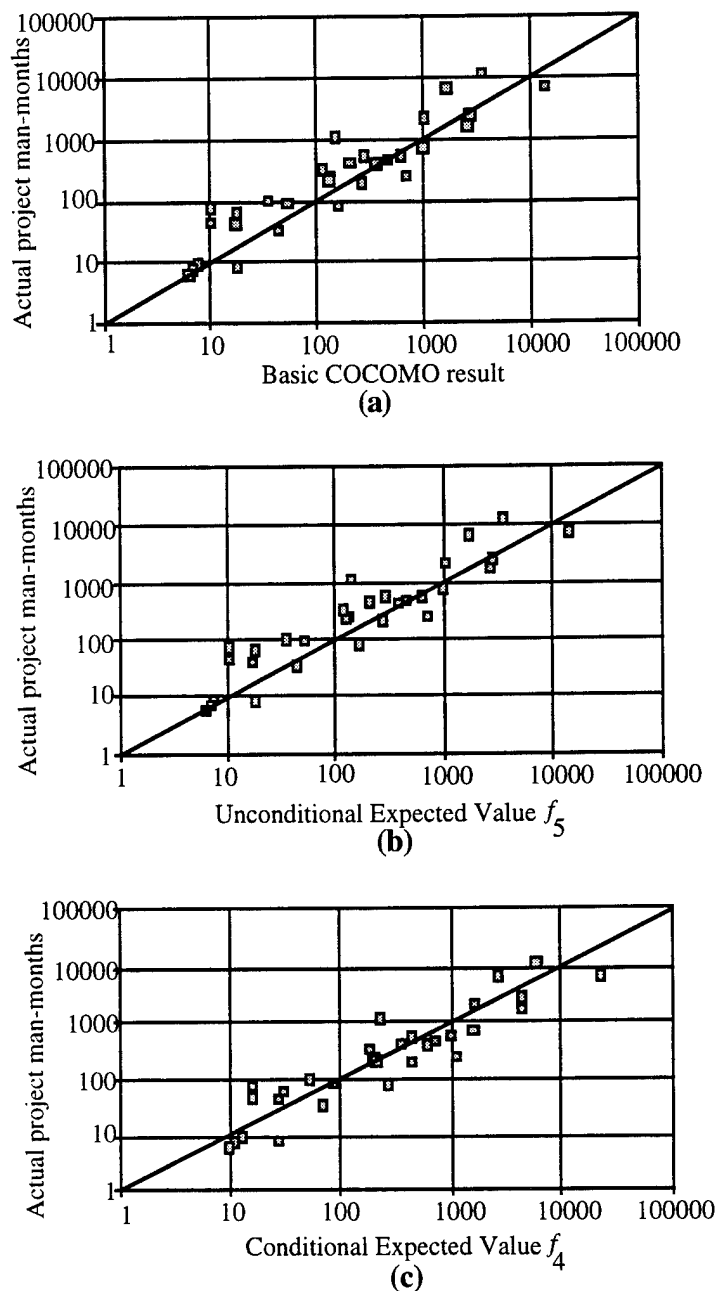 Actual project man-months
100000
10000
1000
100
10
1
1 10 100 1000 10000 100000
Basic COCOMO result
(a)
Actual project man-months
100000
10000
1000
100
10
1
1 10 100 1000 10000 100000
Unconditional Expected Value f5
(b)
Actual project man-months
100000
10000
1000
100
10
1
1 10 100 1000 10000 100000
Conditional Expected Value f4
(c)